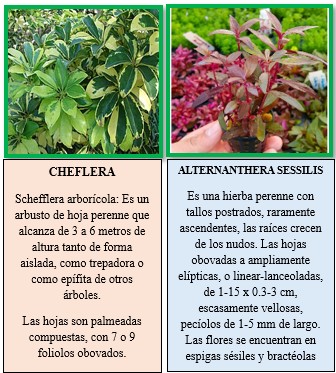 CHEFLERA
Schefflera arborícola: Es un
arbusto de hoja perenne que
alcanza de 3 a 6 metros de
altura tanto de forma
aislada, como trepadora o
como epífita de otros
árboles.
Las hojas son palmeadas
compuestas, con 7 o 9
foliolos obovados.
ALTERNANTHERA SESSILIS
Es una hierba perenne con
tallos postrados, raramente
ascendentes, las raíces crecen
de los nudos. Las hojas
obovadas a ampliamente
elípticas, o linear-lanceoladas,
de 1-15 x 0.3-3 cm,
escasamente vellosas,
pecíolos de 1-5 mm de largo.
Las flores se encuentran en
espigas sésiles y bractéolas